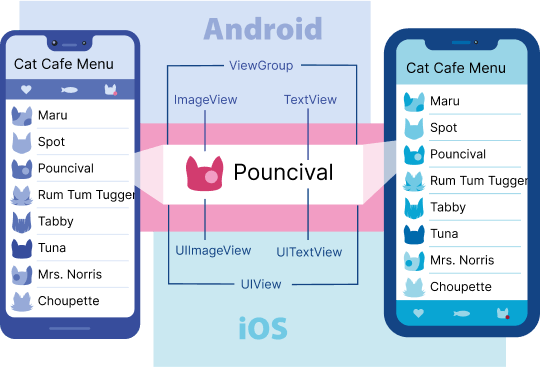 Android
Cat Cafe Menu
Maru
Spot
Pouncival
Rum Tum Tugger
Tabby
Tuna
Mrs. Norris
Choupette
ViewGroup
ImageView
TextView
Pouncival
UIImageView
UITextView
UIView
iOS
Cat Cafe Menu
Maru
Spot
Pouncival
Rum Tum Tugger
Tabby
Tuna
Mrs. Norris
Choupette